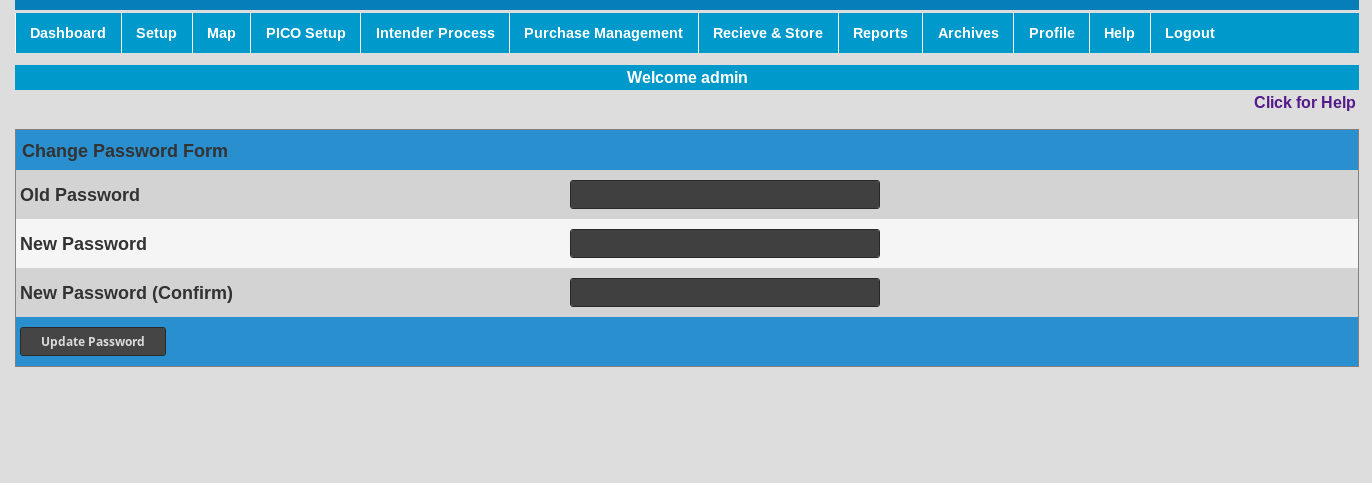 Dashboard Setup Map PICO Setup Intender Process Purchase Management Recieve & Store Reports Archives Profile Help Logout
Welcome admin
Click for Help
Change Password Form
Old Password
New Password
New Password (Confirm)
Update Password